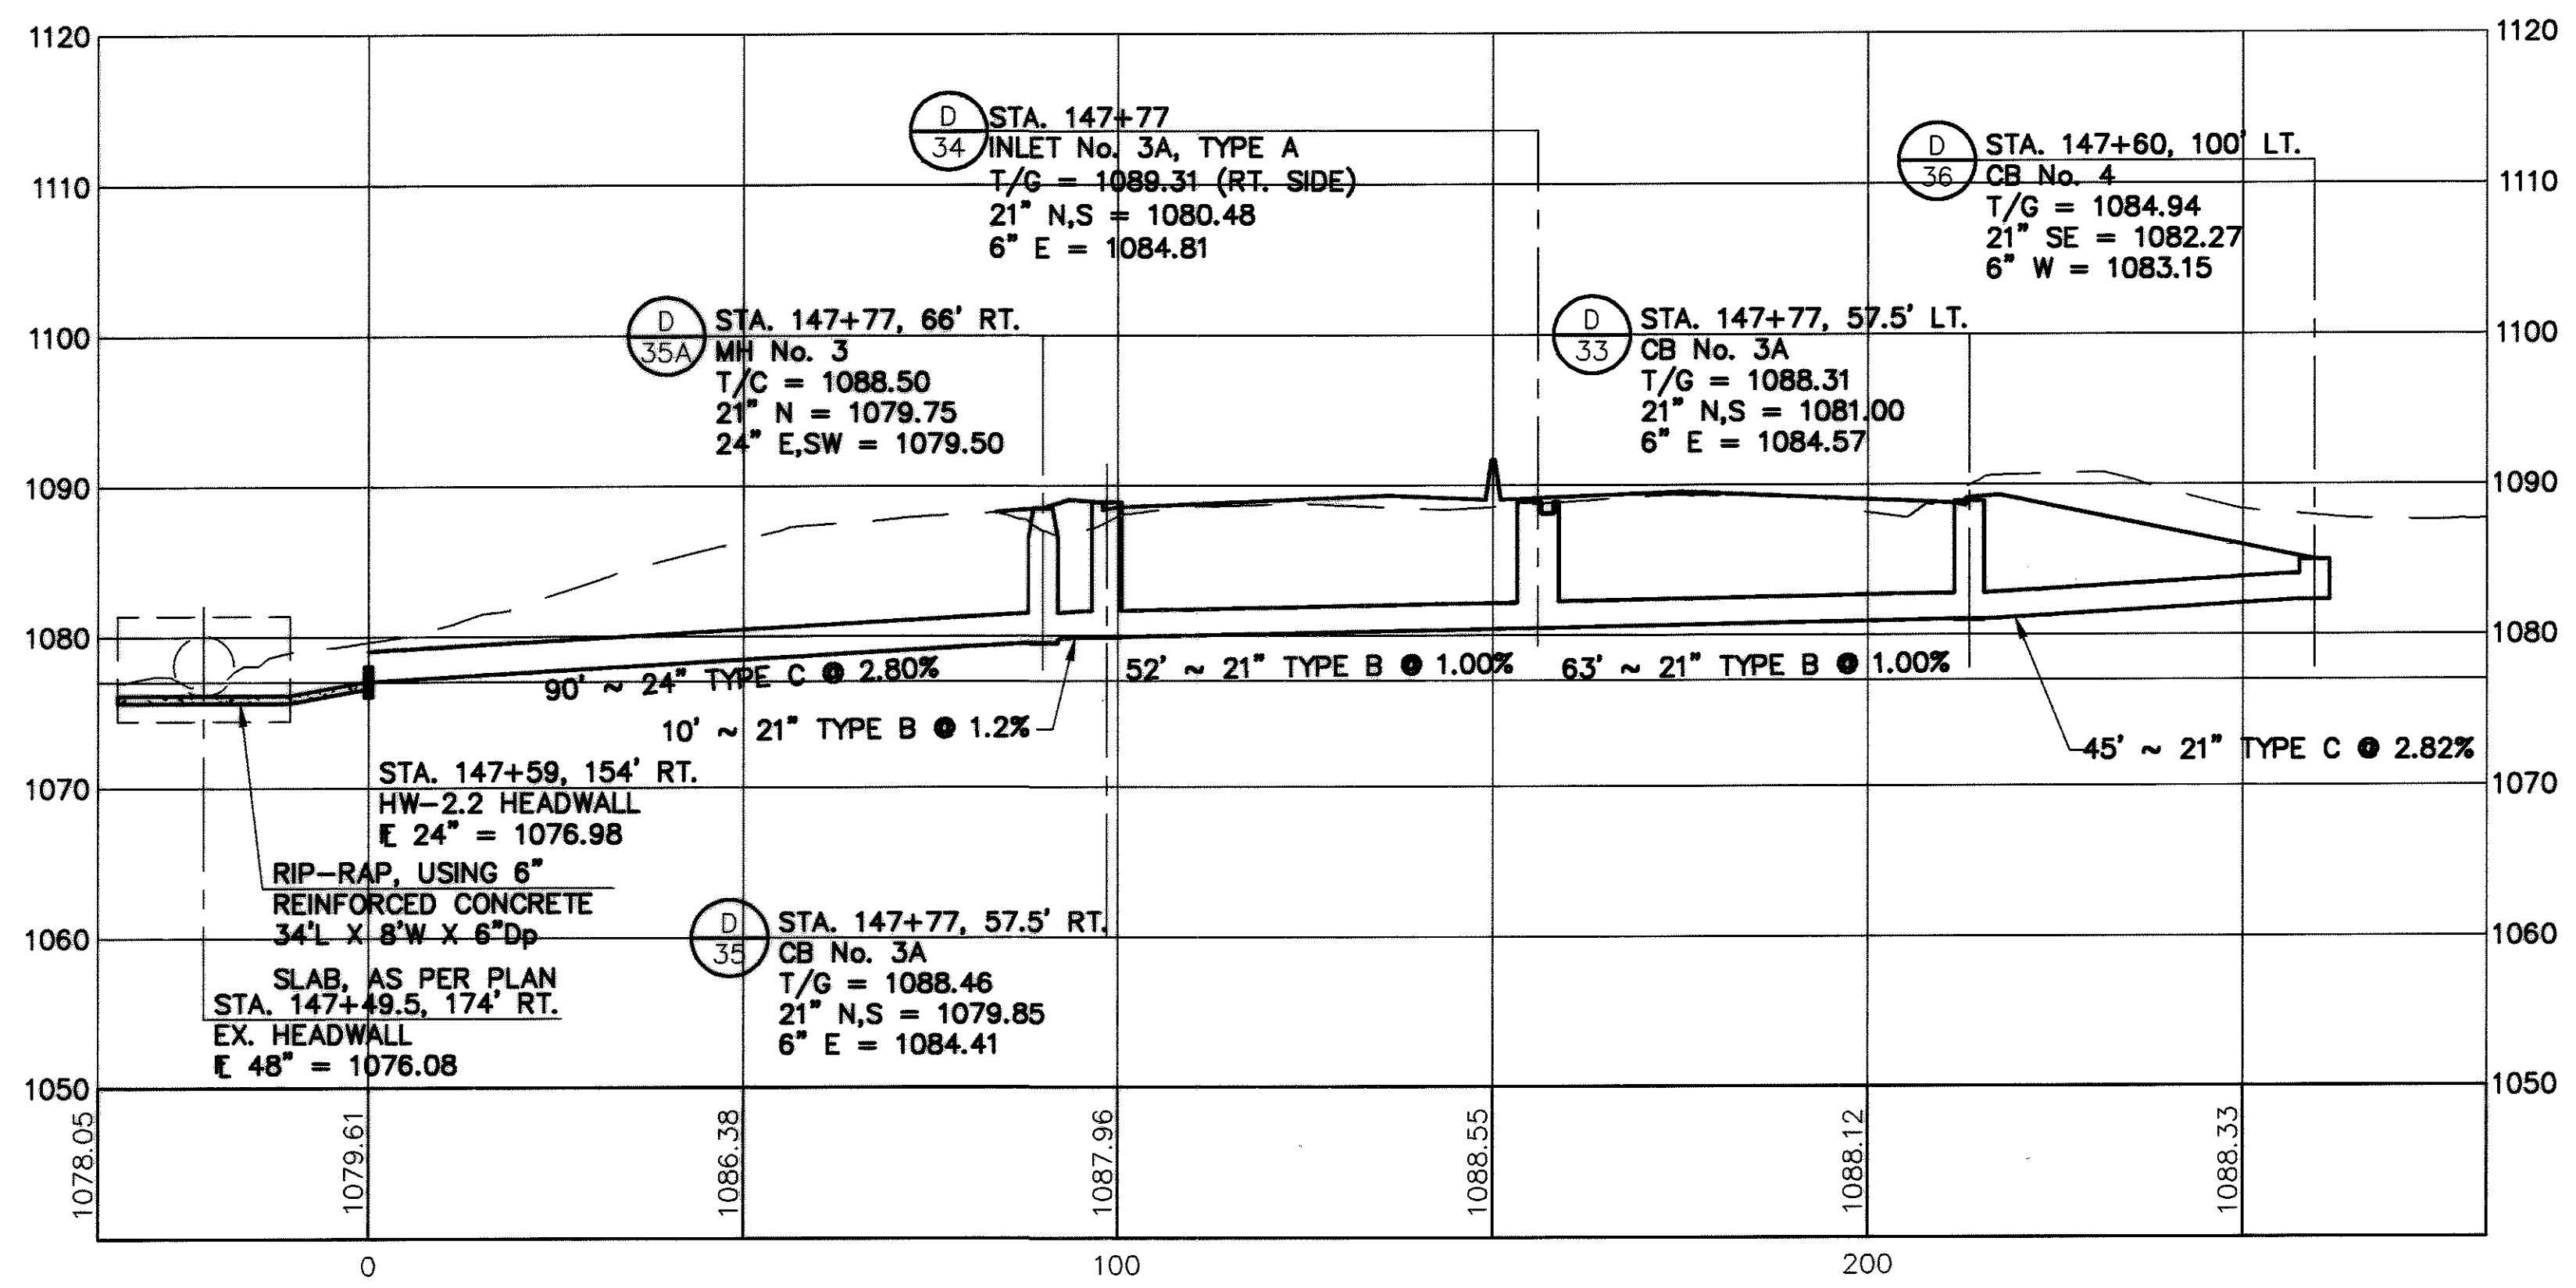 1120
1120
D
34
STA. 147+77
INLET No. 3A, TYPE A
T/G = 1089.31 (RT. SIDE)
21" N,S = 1080.48
6" E = 1084.81
D
36
STA. 147+60, 100' LT.
CB No. 4
T/G = 1084.94
21" SE = 1082.27
6" W = 1083.15
1110
1110
D
35A
STA. 147+77, 66' RT.
MH No. 3
T/C = 1088.50
21" N = 1079.75
24" E,SW = 1079.50
D
33
STA. 147+77, 57.5' LT.
CB No. 3A
T/G = 1088.31
21" N,S = 1081.00
6" E = 1084.57
1100
1100
1090
1090
1080
1080
90' ~ 24" TYPE C @ 2.80%
52' ~ 21" TYPE B @ 1.00%
63' ~ 21" TYPE B @ 1.00%
10' ~ 21" TYPE B @ 1.2%
45' ~ 21" TYPE C @ 2.82%
1070
1070
STA. 147+59, 154' RT.
HW-2.2 HEADWALL
FL 24" = 1076.98
RIP-RAP, USING 6"
REINFORCED CONCRETE
34'L X 8'W X 6"Dp
SLAB, AS PER PLAN
STA. 147+49.5, 174' RT.
EX. HEADWALL
FL 48" = 1076.08
D
35
STA. 147+77, 57.5' RT.
CB No. 3A
T/G = 1088.46
21" N,S = 1079.85
6" E = 1084.41
1060
1060
1050
1050
1078.05
1079.61
1086.38
1087.96
1088.55
1088.12
1088.33
0
100
200